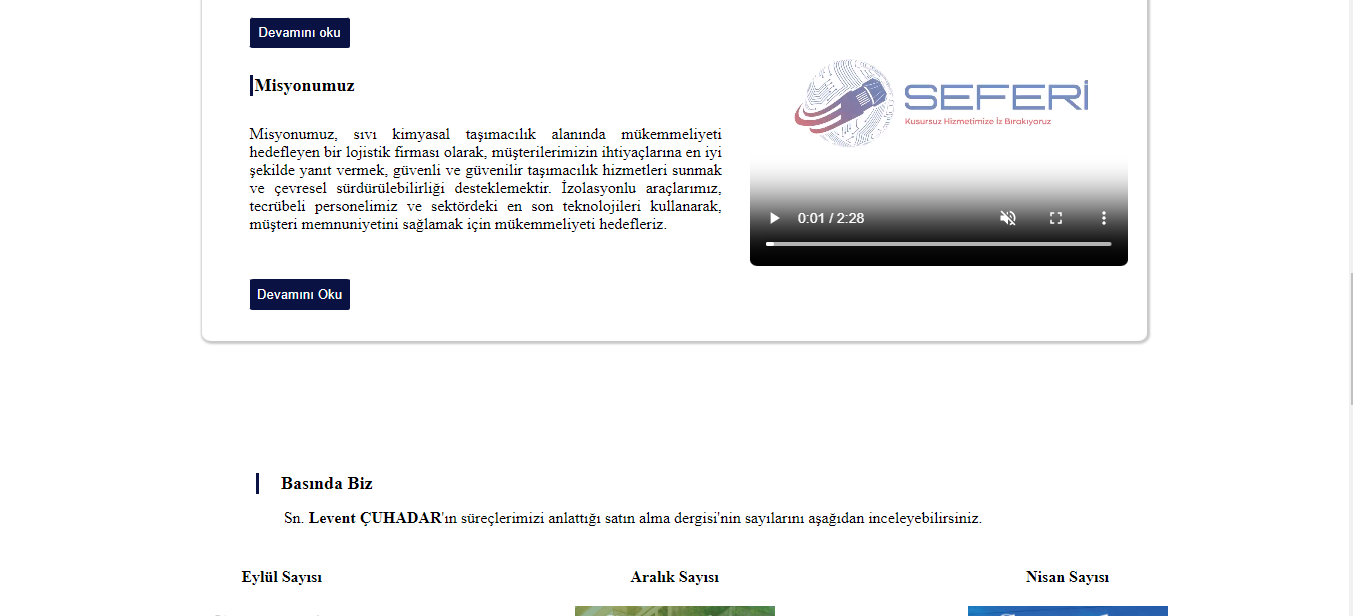 Devamını oku
Misyonumuz
Misyonumuz, sıvı kimyasal taşımacılık alanında mükemmeliyeti
hedefleyen bir lojistik firması olarak, müşterilerimizin ihtiyaçlarına en iyi
şekilde yanıt vermek, güvenli ve güvenilir taşımacılık hizmetleri sunmak
ve çevresel sürdürülebilirliği desteklemektir. İzolasyonlu araçlarımız,
tecrübeli personelimiz ve sektördeki en son teknolojileri kullanarak,
müşteri memnuniyetini sağlamak için mükemmeliyeti hedefleriz.
Devamını Oku
SEFERİ
Kusursuz Hizmetimize İz Bırakıyoruz
0:01 / 2:28
Basında Biz
Sn. Levent ÇUHADAR'ın süreçlerimizi anlattığı satın alma dergisi'nin sayılarını aşağıdan inceleyebilirsiniz.
Eylül Sayısı
Aralık Sayısı
Nisan Sayısı